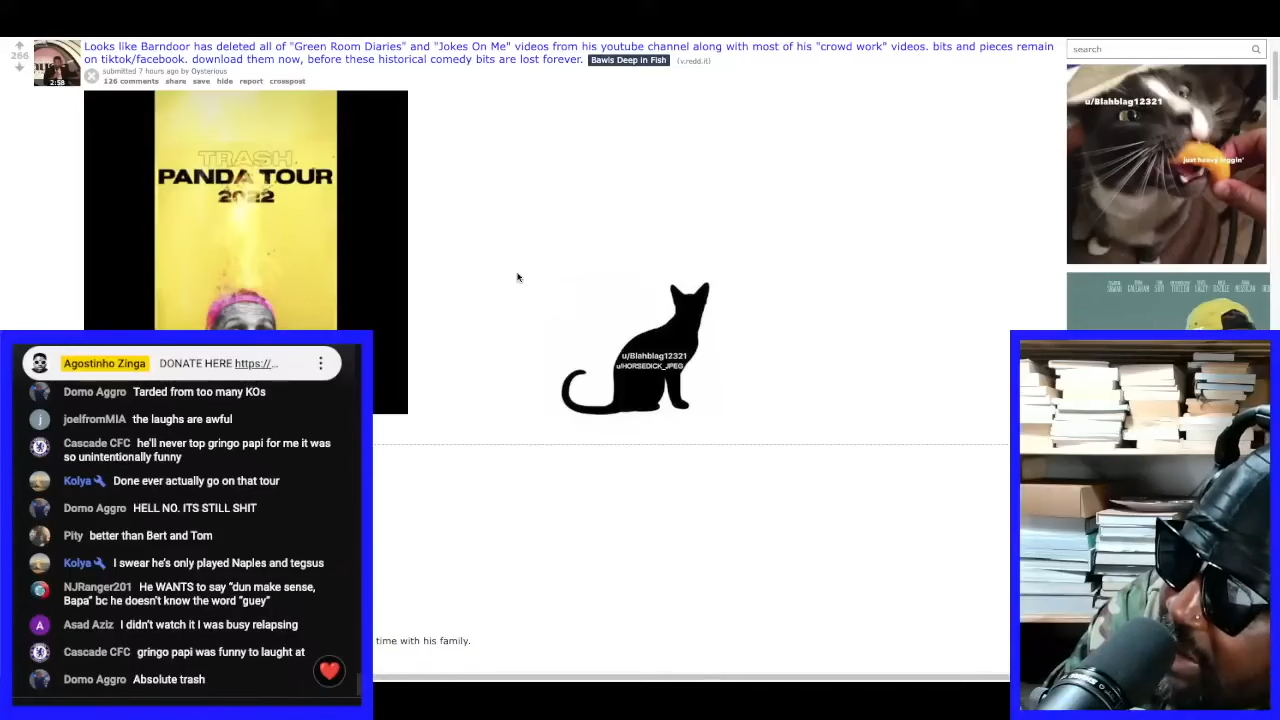 Looks like Barndoor has deleted all of "Green Room Diaries" and "Jokes On Me" videos from his youtube channel along with most of his "crowd work" videos. bits and pieces remain
on tiktok/facebook. download them now, before these historical comedy bits are lost forever. Bawls Deep in Fish (v.redd.it)
266
submitted 7 hours ago by Oysterious
2:58
126 comments share save hide report crosspost
search
u/Blahblag12321
just heavy leggin'
TRASH
PANDA TOUR
2022
u/Blahblag12321
u/HORSEDICK_JPEG
Agostinho Zinga DONATE HERE https://...
Domo Aggro Tarded from too many KOs
joelfromMIA the laughs are awful
Cascade CFC he'll never top gringo papi for me it was
so unintentionally funny
Kolya Done ever actually go on that tour
Domo Aggro HELL NO. ITS STILL SHIT
Pity better than Bert and Tom
Kolya I swear he's only played Naples and tegsus
NJRanger201 He WANTS to say “dun make sense,
Bapa” bc he doesn't know the word “guey”
Asad Aziz I didn't watch it I was busy relapsing
Cascade CFC gringo papi was funny to laught at
Domo Aggro Absolute trash
time with his family.